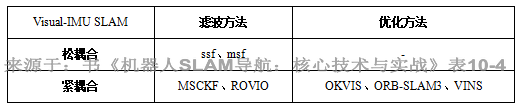 Visual-IMU SLAM 滤波方法 优化方法
松耦合 ssf、msf -
来源于：书《机器人SLAM导航：核心技术与实战》表10-4
紧耦合 MSCKF、ROVIO OKVIS、ORB-SLAM3、VINS